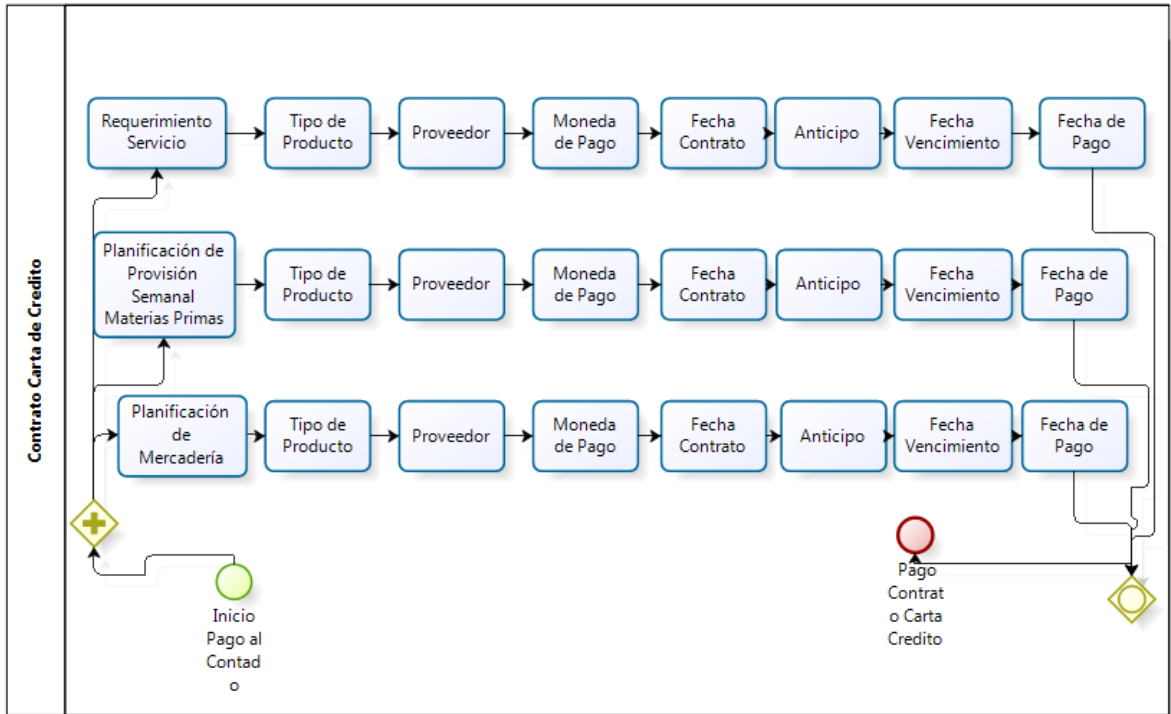 Contrato Carta de Credito
Requerimiento
Servicio
Tipo de
Producto
Proveedor
Moneda
de Pago
Fecha
Contrato
Anticipo
Fecha
Vencimiento
Fecha de
Pago
Planificación de
Provisión
Semanal
Materias Primas
Tipo de
Producto
Proveedor
Moneda
de Pago
Fecha
Contrato
Anticipo
Fecha
Vencimiento
Fecha de
Pago
Planificación
de
Mercadería
Tipo de
Producto
Proveedor
Moneda
de Pago
Fecha
Contrato
Anticipo
Fecha
Vencimiento
Fecha de
Pago
Inicio
Pago al
Contad
o
Pago
Contrat
o Carta
Credito